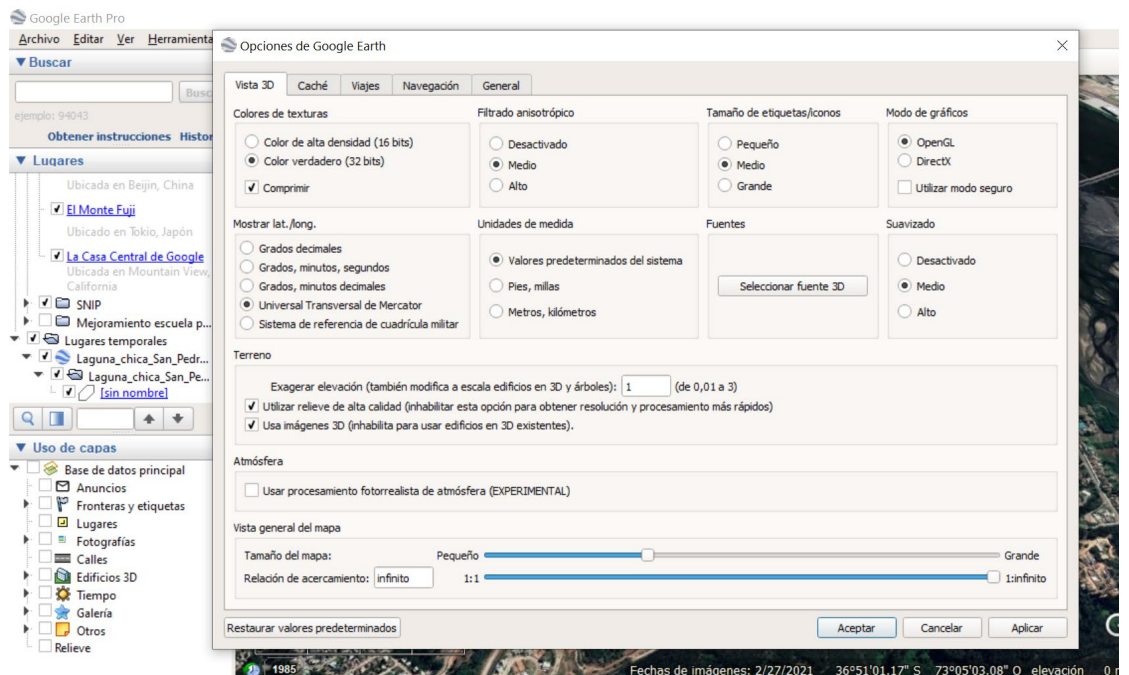 Google Earth Pro
Archivo Editar Ver Herramienta
Buscar
Busc
ejemplo: 94043
Obtener instrucciones Histor
Lugares
Ubicada en Beijin, China
El Monte Fuji
Ubicado en Tokio, Japón
La Casa Central de Google
Ubicada en Mountain View,
California
SNIP
Mejoramiento escuela p...
Lugares temporales
Laguna_chica_San_Pedr...
Laguna_chica_San_Pe...
[sin nombre]
Uso de capas
Base de datos principal
Anuncios
Fronteras y etiquetas
Lugares
Fotografías
Calles
Edificios 3D
Tiempo
Galería
Otros
Relieve
Opciones de Google Earth
Vista 3D Caché Viajes Navegación General
Colores de texturas
Color de alta densidad (16 bits)
Color verdadero (32 bits)
Comprimir
Filtrado anisotrópico
Desactivado
Medio
Alto
Tamaño de etiquetas/iconos
Pequeño
Medio
Grande
Modo de gráficos
OpenGL
DirectX
Utilizar modo seguro
Mostrar lat./long.
Grados decimales
Grados, minutos, segundos
Grados, minutos decimales
Universal Transversal de Mercator
Sistema de referencia de cuadrícula militar
Unidades de medida
Valores predeterminados del sistema
Pies, millas
Metros, kilómetros
Fuentes
Seleccionar fuente 3D
Suavizado
Desactivado
Medio
Alto
Terreno
Exagerar elevación (también modifica a escala edificios en 3D y árboles): 1 (de 0,01 a 3)
Utilizar relieve de alta calidad (inhabilitar esta opción para obtener resolución y procesamiento más rápidos)
Usa imágenes 3D (inhabilita para usar edificios en 3D existentes).
Atmósfera
Usar procesamiento fotorrealista de atmósfera (EXPERIMENTAL)
Vista general del mapa
Tamaño del mapa: Pequeño Grande
Relación de acercamiento: infinito 1:1 1:infinito
Restaurar valores predeterminados Aceptar Cancelar Aplicar
1985 Fechas de imágenes: 2/27/2021 36°51'01.17" S 73°05'03.08" O elevación 0 r